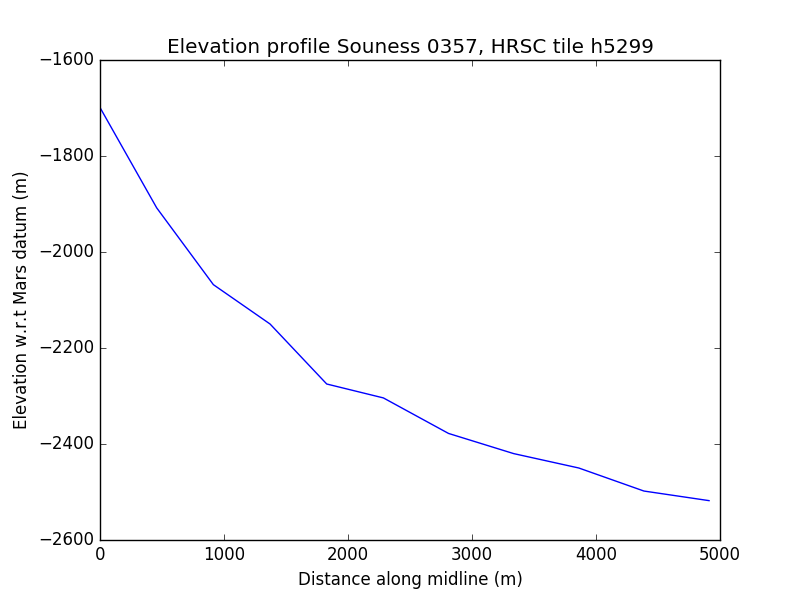 Elevation profile Souness 0357, HRSC tile h5299
−1600
−1800
−2000
−2200
−2400
−2600
Elevation w.r.t Mars datum (m)
0 1000 2000 3000 4000 5000
Distance along midline (m)